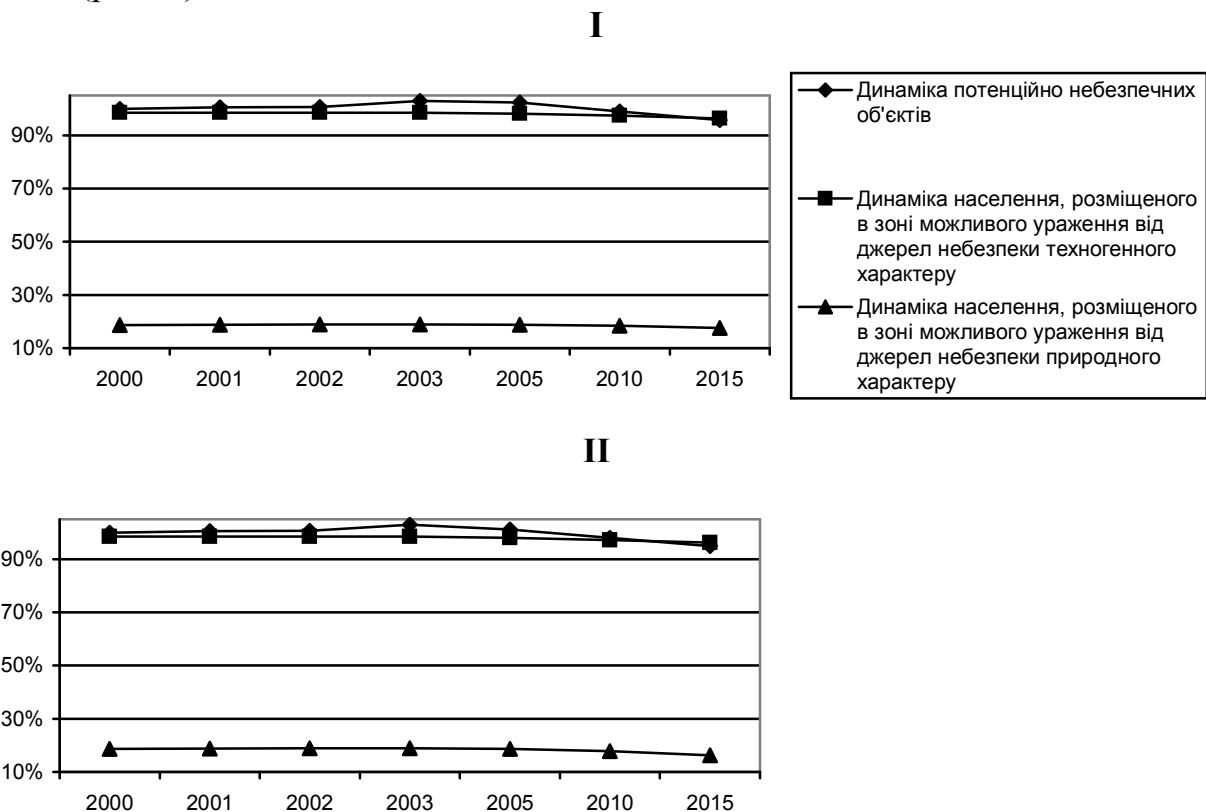 I
90%
70%
50%
30%
10%
2000 2001 2002 2003 2005 2010 2015
Динаміка потенційно небезпечних
об'єктів
Динаміка населення, розміщеного
в зоні можливого ураження від
джерел небезпеки техногенного
характеру
Динаміка населення, розміщеного
в зоні можливого ураження від
джерел небезпеки природного
характеру
II
90%
70%
50%
30%
10%
2000 2001 2002 2003 2005 2010 2015